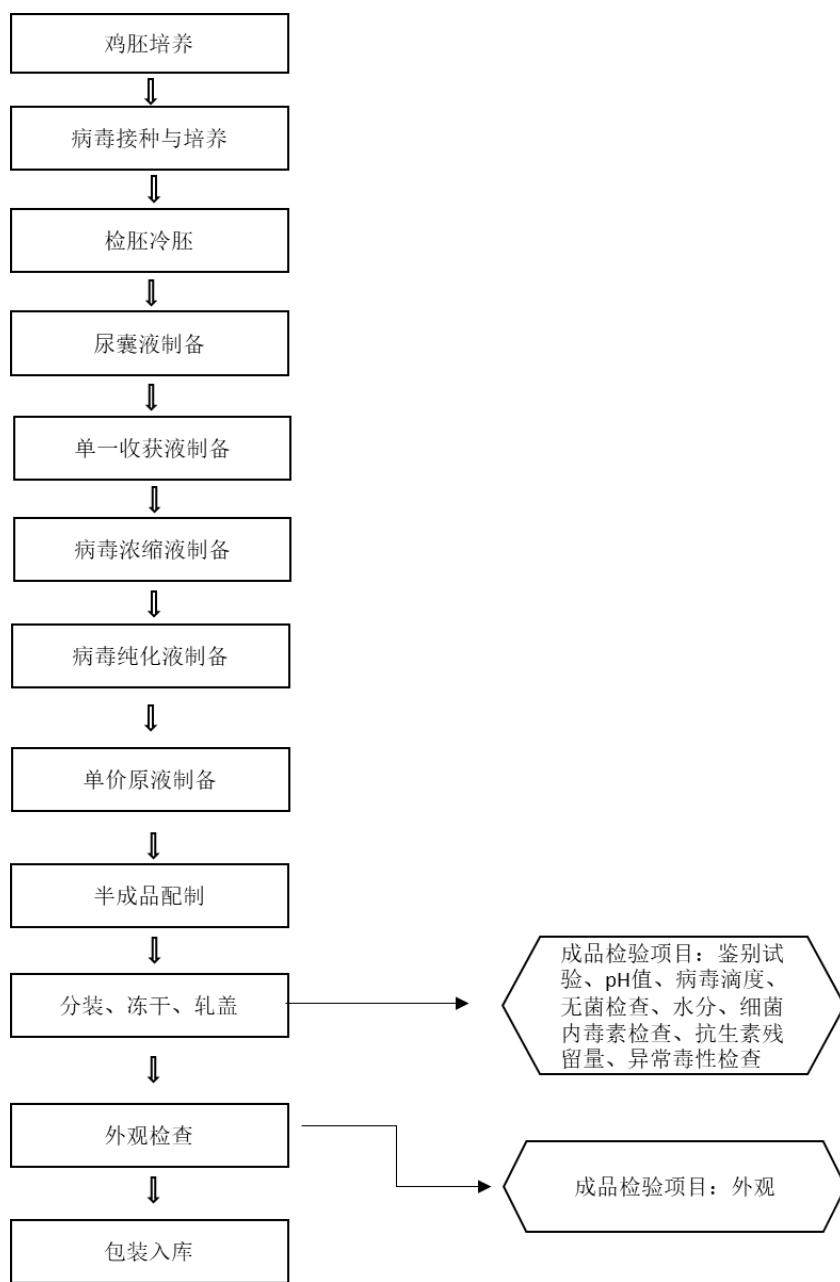 鸡胚培养
病毒接种与培养
检胚冷胚
尿囊液制备
单一收获液制备
病毒浓缩液制备
病毒纯化液制备
单价原液制备
半成品配制
分装、冻干、轧盖
成品检验项目：鉴别试
验、pH值、病毒滴度、
无菌检查、水分、细菌
内毒素检查、抗生素残
留量、异常毒性检查
外观检查
成品检验项目：外观
包装入库